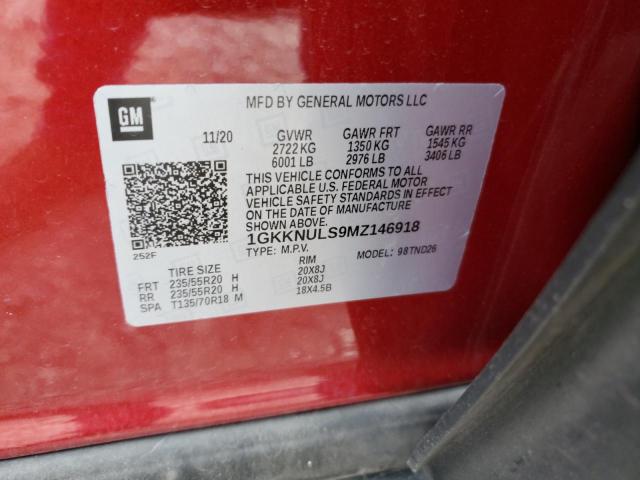 GM
MFD BY GENERAL MOTORS LLC
11/20 GVWR GAWR FRT GAWR RR
2722 KG 1350 KG 1545 KG
6001 LB 2976 LB 3406 LB
THIS VEHICLE CONFORMS TO ALL
APPLICABLE U.S. FEDERAL MOTOR
VEHICLE SAFETY STANDARDS IN EFFECT
ON THE DATE OF MANUFACTURE
SHOWN ABOVE.
1GKKNULS9MZ146918
252F TYPE: M.P.V. MODEL: 98TND26
TIRE SIZE RIM
FRT 235/55R20 H 20X8J
RR 235/55R20 H 20X8J
SPA T135/70R18 M 18X4.5B